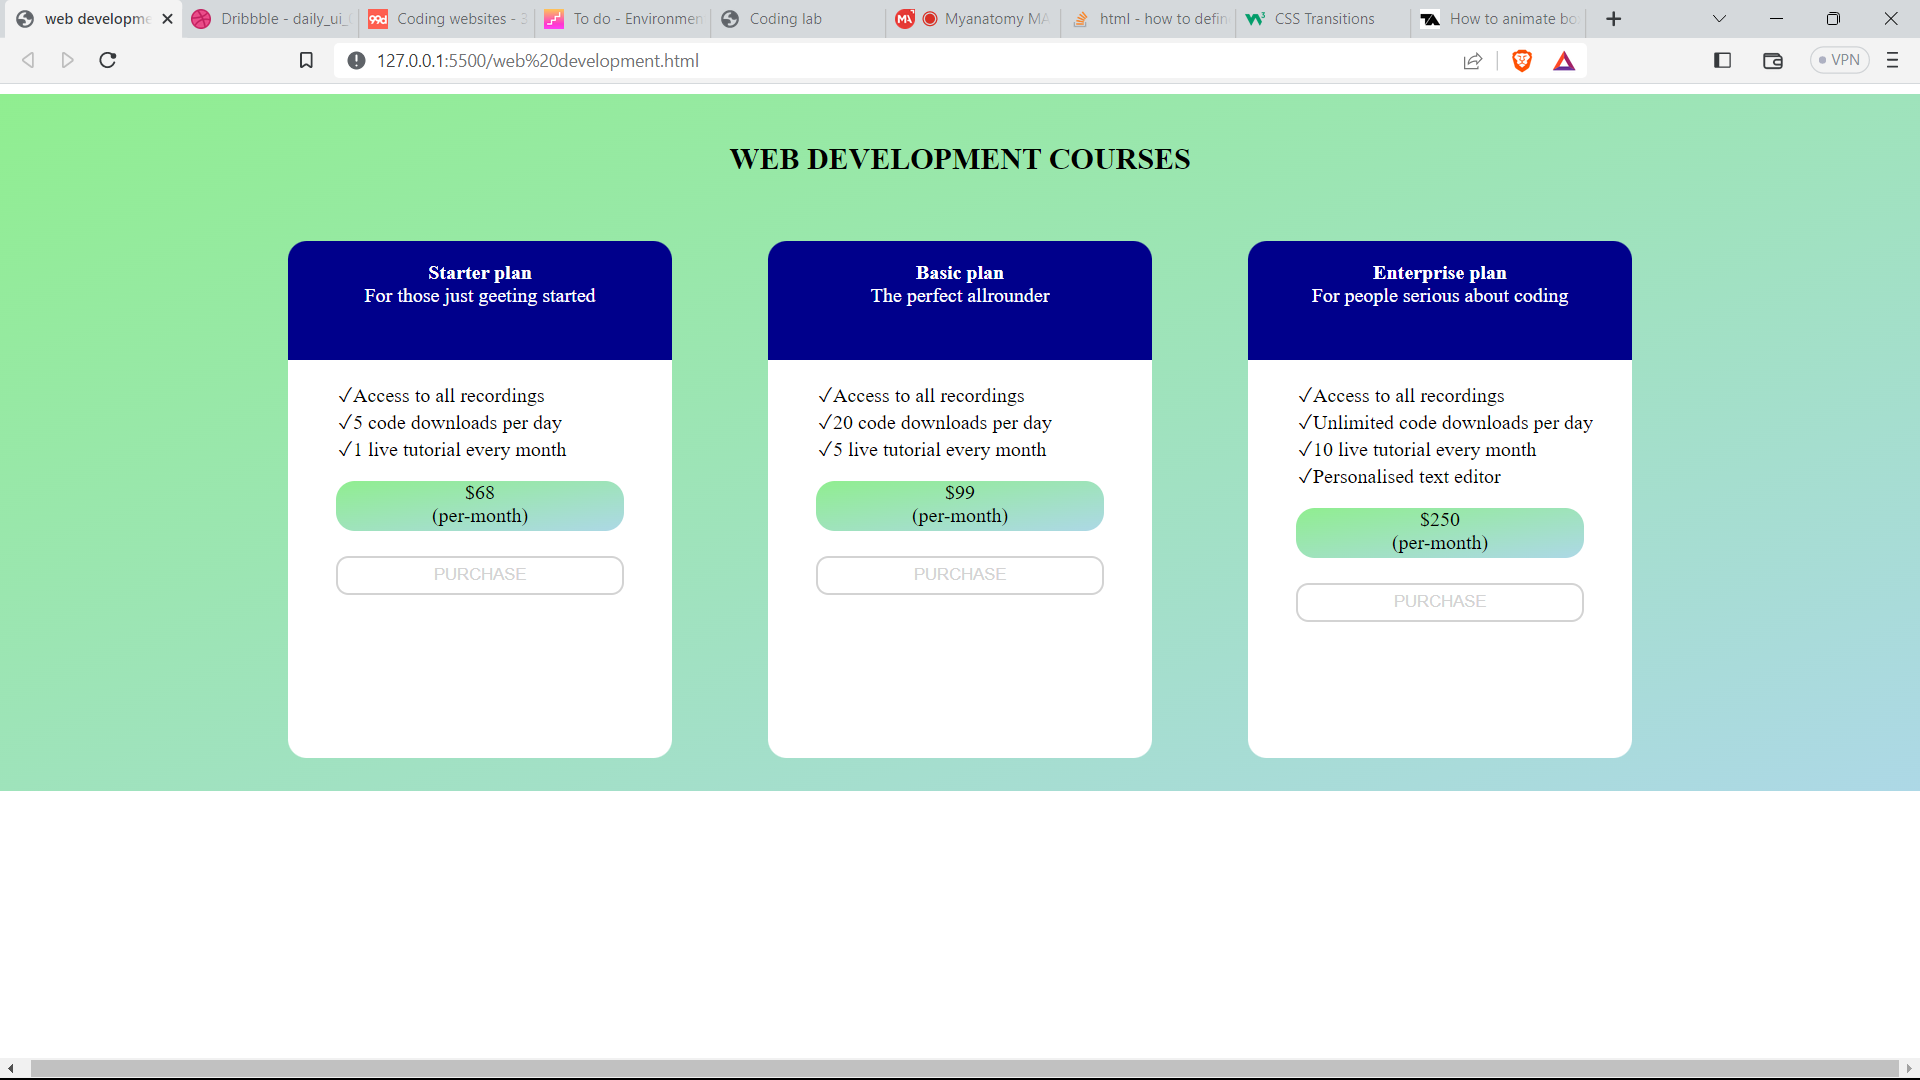 web developme
Dribbble - daily_ui_
Coding websites - 3
To do - Environmen
Coding lab
Myanatomy MA
html - how to defin
CSS Transitions
How to animate bo
127.0.0.1:5500/web%20development.html
VPN
WEB DEVELOPMENT COURSES
Starter plan
For those just geeting started
✓Access to all recordings
✓5 code downloads per day
✓1 live tutorial every month
$68
(per-month)
PURCHASE
Basic plan
The perfect allrounder
✓Access to all recordings
✓20 code downloads per day
✓5 live tutorial every month
$99
(per-month)
PURCHASE
Enterprise plan
For people serious about coding
✓Access to all recordings
✓Unlimited code downloads per day
✓10 live tutorial every month
✓Personalised text editor
$250
(per-month)
PURCHASE